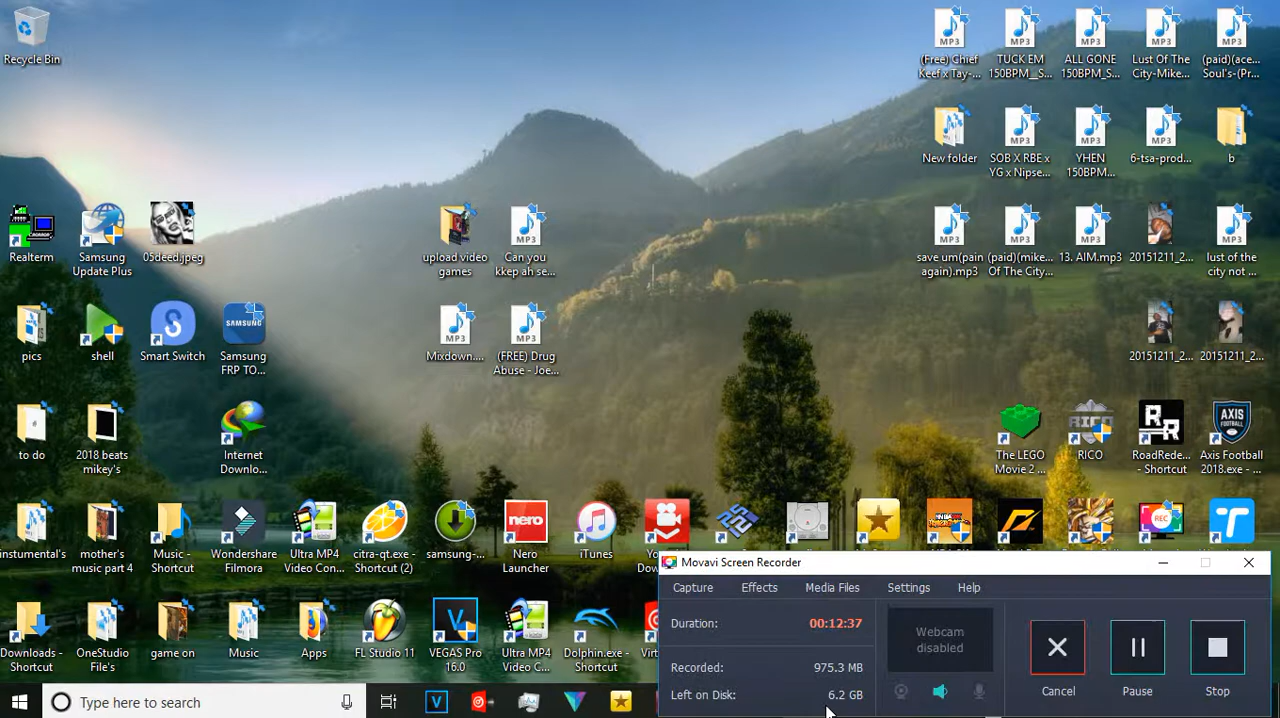 Recycle Bin
(Free) Chief
Keef x Tay-...
TUCK EM
150BPM__S...
ALL GONE
150BPM_S...
Lust Of The
City-Mike...
(paid)(ace...
Soul's-(Pr...
New folder
SOB X RBE x
YG x Nipse...
YHEN
150BPM...
6-tsa-prod...
b
Realterm
Samsung
Update Plus
05deed.jpeg
upload video
games
Can you
kkep ah se...
save um(pain
again).mp3
(paid)(mike...
Of The City...
13. AIM.mp3
20151211_2...
lust of the
city not ...
pics
shell
Smart Switch
SAMSUNG
Samsung
FRP TO...
Mixdown....
(FREE) Drug
Abuse - Joe...
20151211_2...
20151211_2...
to do
2018 beats
mikey's
Internet
Downlo...
The LEGO
Movie 2 ...
RICO
RoadRede...
- Shortcut
Axis Football
2018.exe - ...
instumental's
mother's
music part 4
Music -
Shortcut
Wondershare
Filmora
Ultra MP4
Video Con...
citra-qt.exe -
Shortcut (2)
samsung-...
nero
Nero
Launcher
iTunes
REC
Movavi Screen Recorder
Capture
Effects
Media Files
Settings
Help
Duration:
00:12:37
Webcam
disabled
Recorded:
975.3 MB
Left on Disk:
6.2 GB
Cancel
Pause
Stop
Downloads -
Shortcut
OneStudio
File's
game on
Music
Apps
FL Studio 11
VEGAS Pro
16.0
Ultra MP4
Video C...
Dolphin.exe -
Shortcut
Type here to search